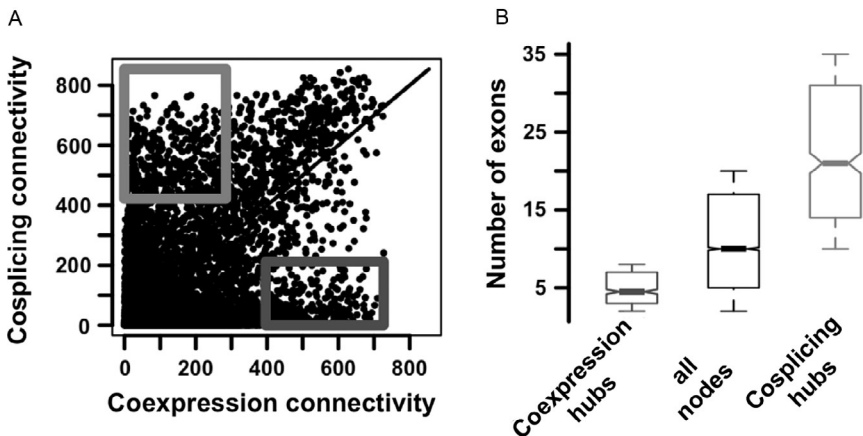 A
Cosplicing connectivity
800
600
400
200
0
0 200 400 600 800
Coexpression connectivity
B
Number of exons
35
25
15
5
Coexpression
hubs
all
nodes
Cosplicing
hubs